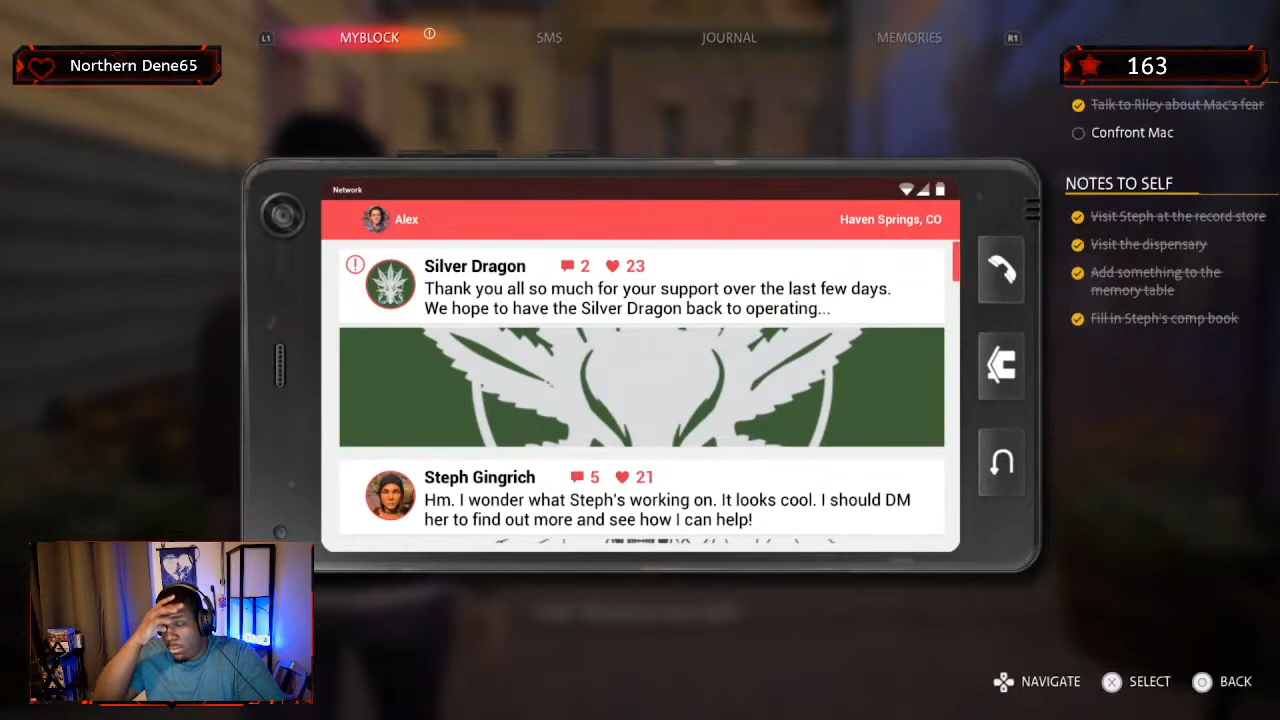 L1
MYBLOCK
SMS
JOURNAL
MEMORIES
R1
Northern Dene65
163
Talk to Riley about Mac's fear
Confront Mac
NOTES TO SELF
Visit Steph at the record store
Visit the dispensary
Add something to the
memory table
Fill in Steph's comp book
Network
Alex
Haven Springs, CO
Silver Dragon 2 23
Thank you all so much for your support over the last few days.
We hope to have the Silver Dragon back to operating...
Steph Gingrich 5 21
Hm. I wonder what Steph's working on. It looks cool. I should DM
her to find out more and see how I can help!
NAVIGATE
SELECT
BACK